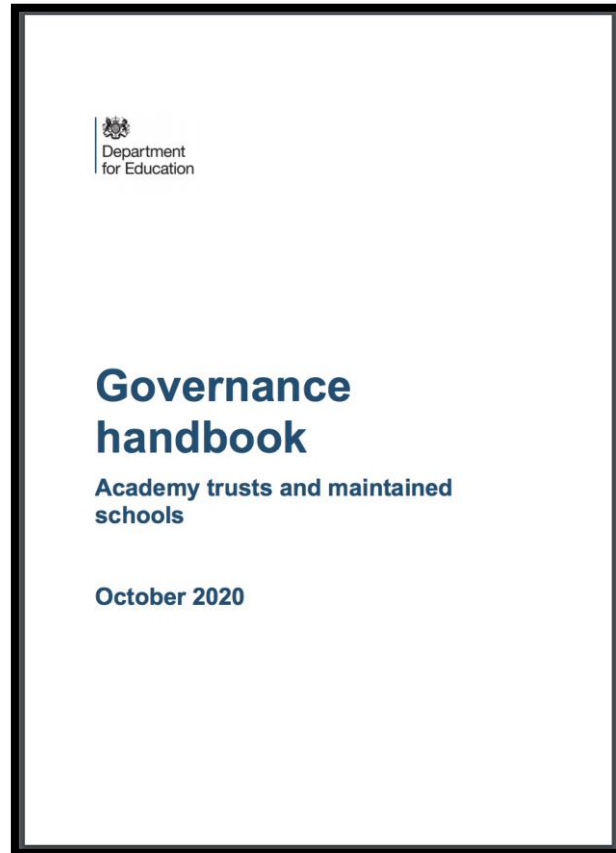 Department
for Education
Governance
handbook
Academy trusts and maintained
schools
October 2020